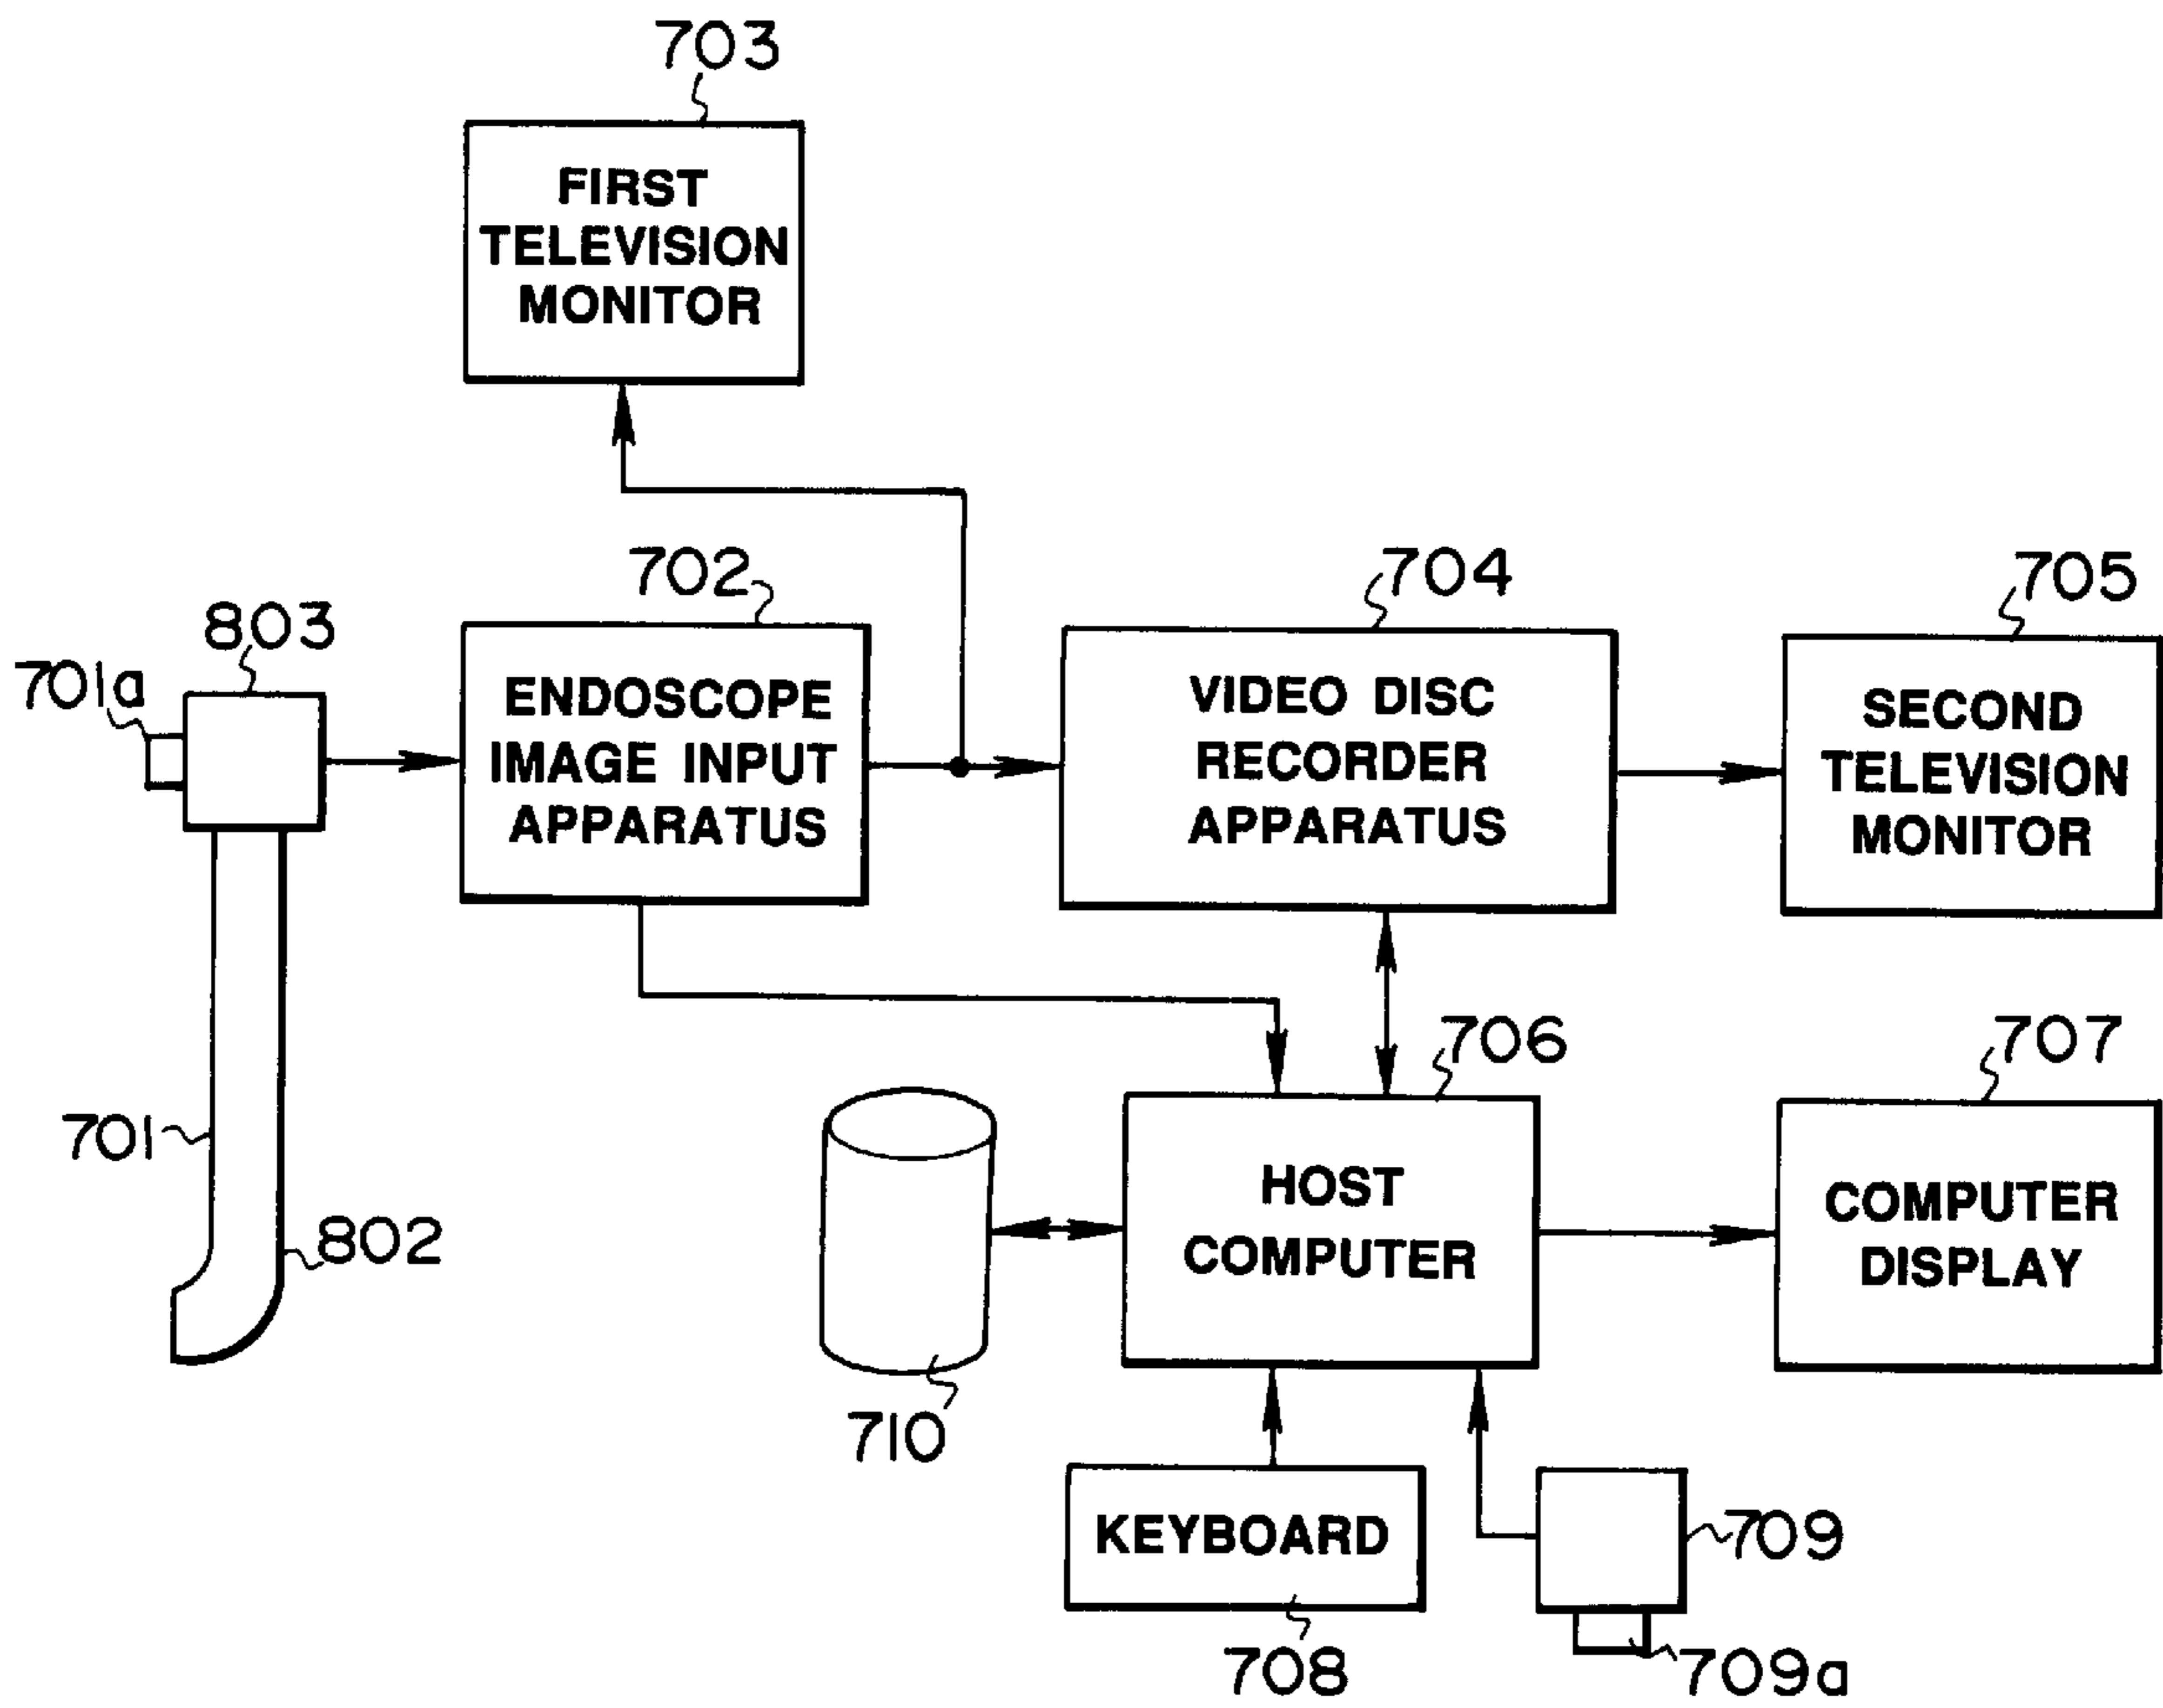 703
FIRST
TELEVISION
MONITOR
702
704
705
803
701a
ENDOSCOPE
IMAGE INPUT
APPARATUS
VIDEO DISC
RECORDER
APPARATUS
SECOND
TELEVISION
MONITOR
706
707
701
802
HOST
COMPUTER
COMPUTER
DISPLAY
710
KEYBOARD
709
708
709a